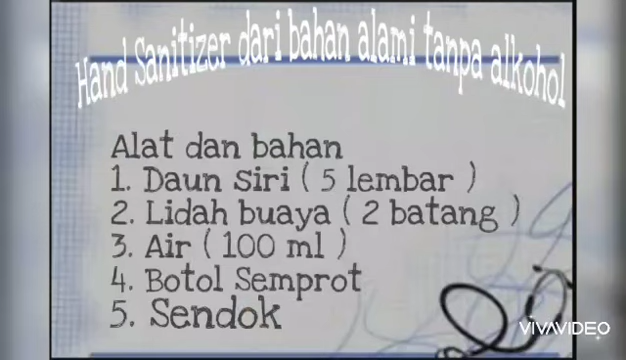 Hand Sanitizer dari bahan alami tanpa alkohol
Alat dan bahan
1. Daun siri ( 5 lembar )
2. Lidah buaya ( 2 batang )
3. Air ( 100 ml )
4. Botol Semprot
5. Sendok
VIVAVIDEO